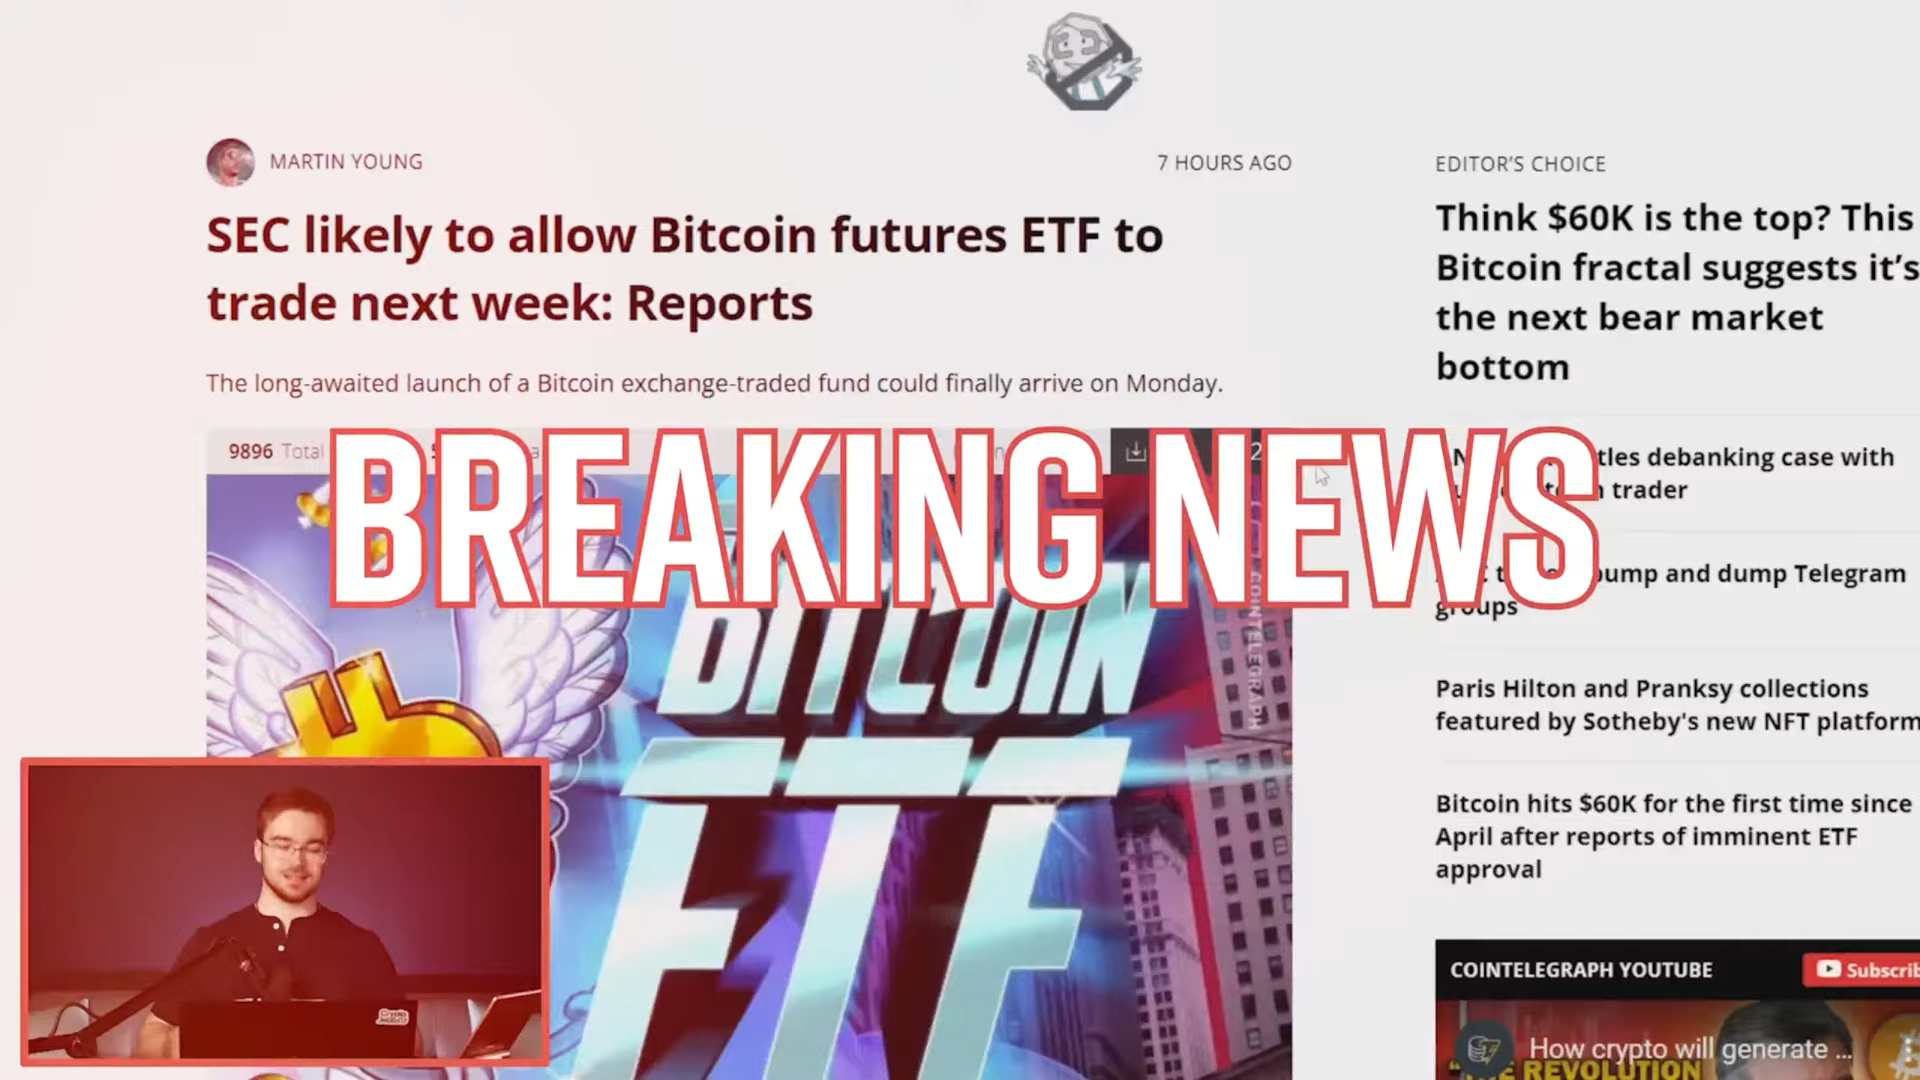 MARTIN YOUNG
7 HOURS AGO
SEC likely to allow Bitcoin futures ETF to
trade next week: Reports
The long-awaited launch of a Bitcoin exchange-traded fund could finally arrive on Monday.
9896 Total
BREAKING NEWS
BITCOIN
ETF
COINTELEGRAPH
EDITOR'S CHOICE
Think $60K is the top? This
Bitcoin fractal suggests it's
the next bear market
bottom
debanking case with
trader
pump and dump Telegram
groups
Paris Hilton and Pranksy collections
featured by Sotheby's new NFT platform
Bitcoin hits $60K for the first time since
April after reports of imminent ETF
approval
COINTELEGRAPH YOUTUBE
Subscrib
How crypto will generate ...
REVOLUTION